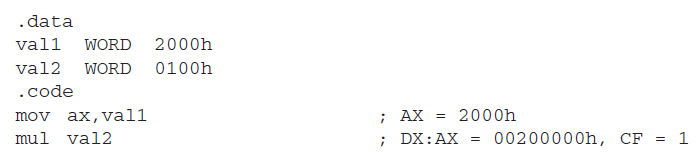 .data
val1 WORD 2000h
val2 WORD 0100h
.code
mov ax,val1 ; AX = 2000h
mul val2 ; DX:AX = 00200000h, CF = 1